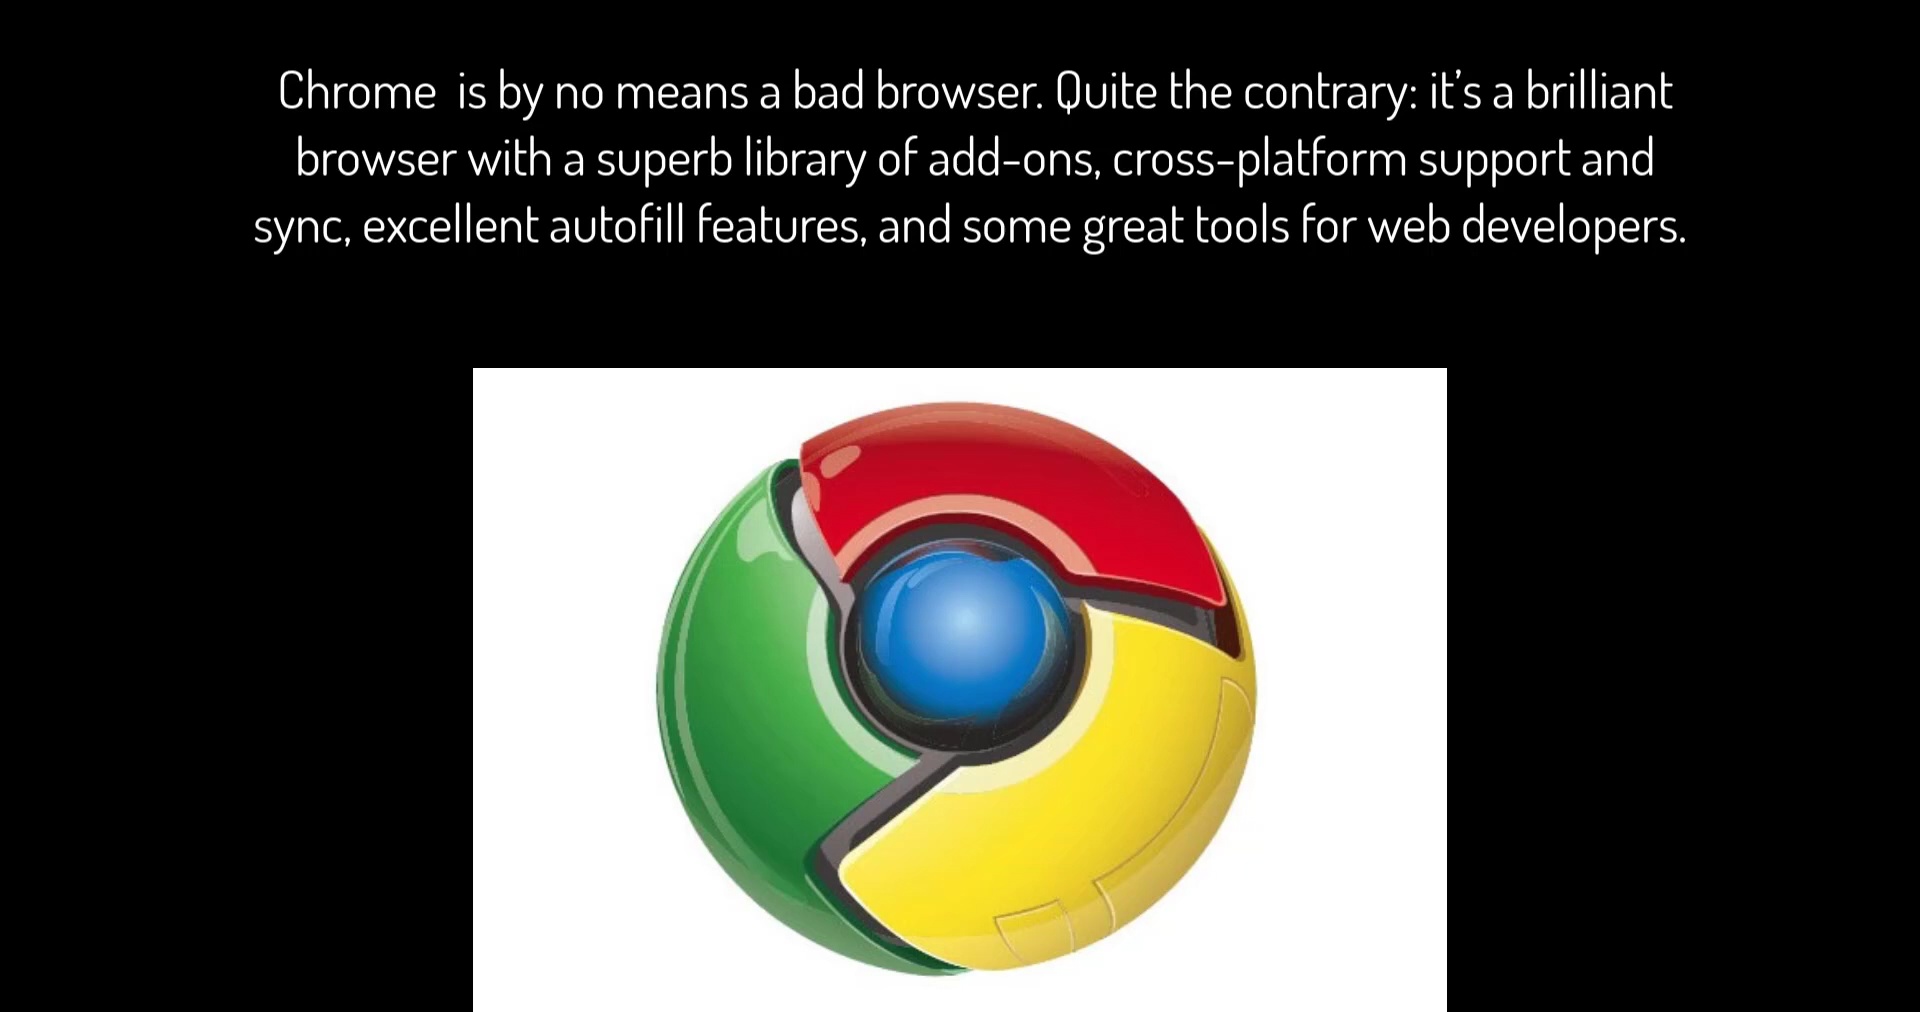 Chrome  is by no means a bad browser. Quite the contrary: it’s a brilliant
browser with a superb library of add-ons, cross-platform support and
sync, excellent autofill features, and some great tools for web developers.